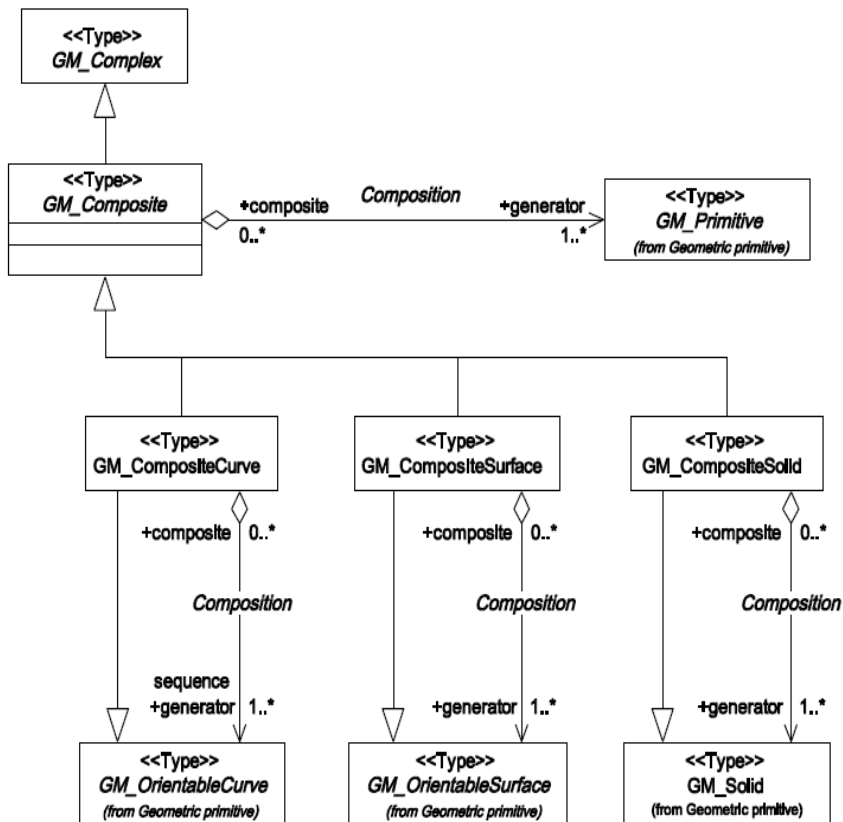 <<Type>>
GM_Complex
<<Type>>
GM_Composite
+composite
Composition
+generator
0..*
1..*
<<Type>>
GM_Primitive
(from Geometric primitive)
<<Type>>
GM_CompositeCurve
<<Type>>
GM_CompositeSurface
<<Type>>
GM_CompositeSolid
+composite 0..*
+composite 0..*
+composite 0..*
Composition
Composition
Composition
sequence
+generator 1..*
+generator 1..*
+generator 1..*
<<Type>>
GM_OrientableCurve
(from Geometric primitive)
<<Type>>
GM_OrientableSurface
(from Geometric primitive)
<<Type>>
GM_Solid
(from Geometric primitive)